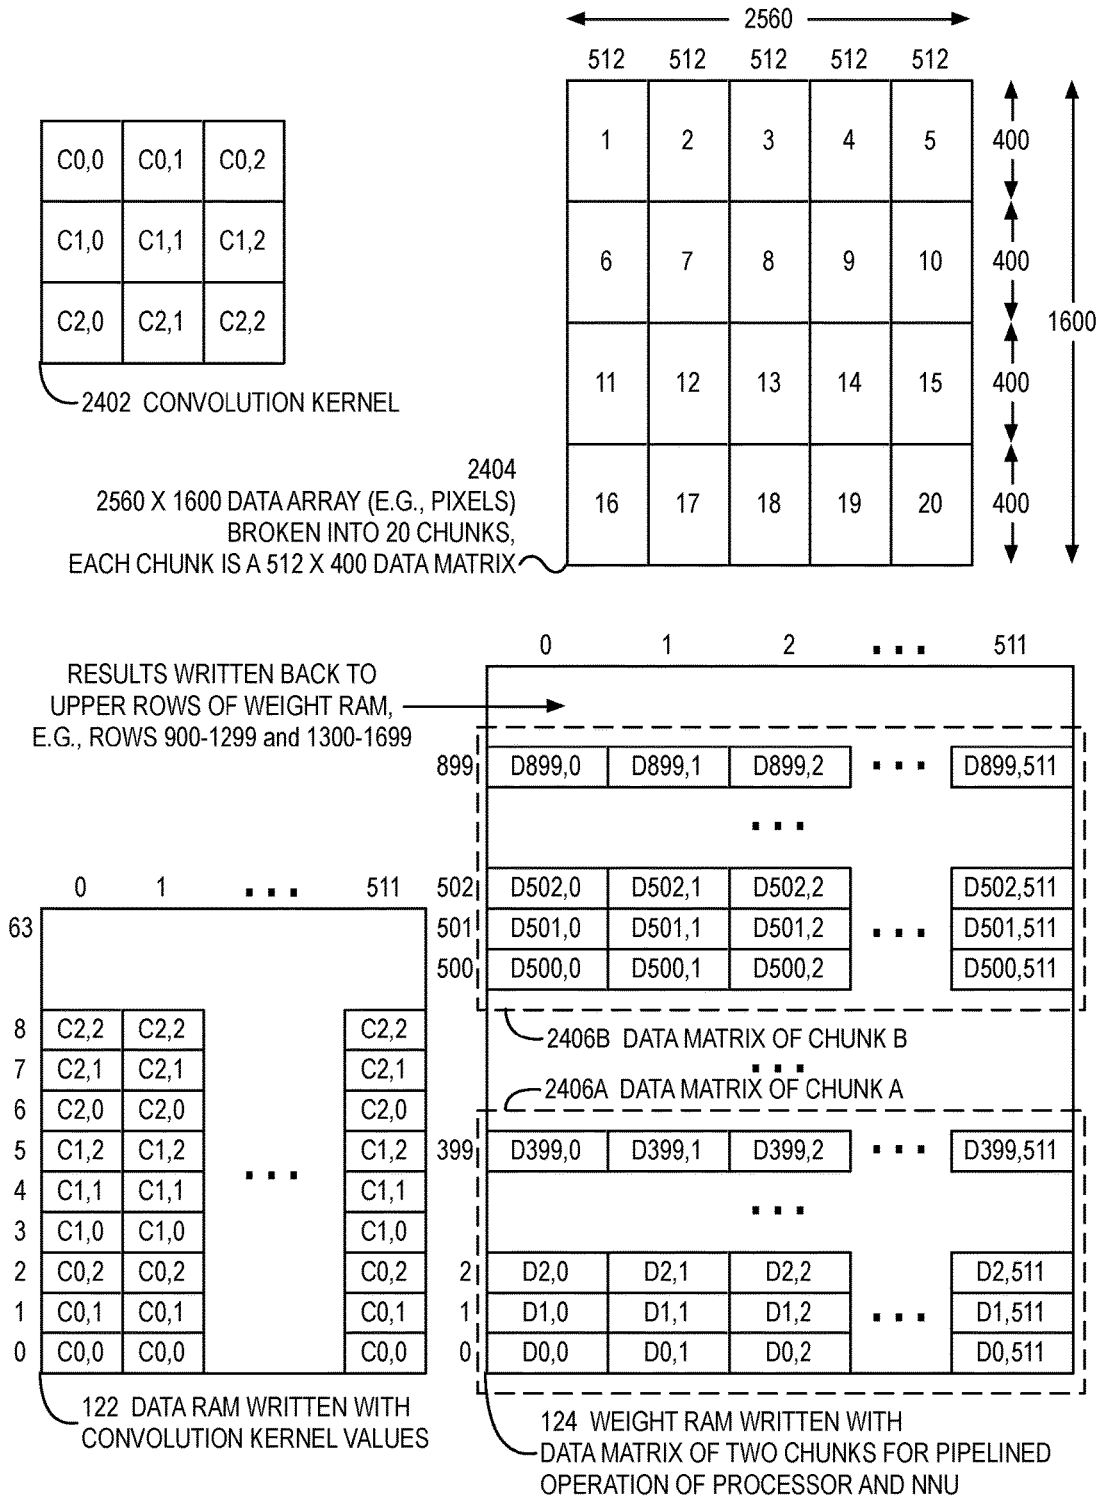 2560
512 512 512 512 512
1 2 3 4 5 400
C0,0 C0,1 C0,2
C1,0 C1,1 C1,2
C2,0 C2,1 C2,2
2402 CONVOLUTION KERNEL
6 7 8 9 10 400
1600
11 12 13 14 15 400
16 17 18 19 20 400
2404
2560 X 1600 DATA ARRAY (E.G., PIXELS)
BROKEN INTO 20 CHUNKS,
EACH CHUNK IS A 512 X 400 DATA MATRIX
RESULTS WRITTEN BACK TO
UPPER ROWS OF WEIGHT RAM,
E.G., ROWS 900-1299 and 1300-1699
0 1 2 ... 511
899 D899,0 D899,1 D899,2 ... D899,511
...
502 D502,0 D502,1 D502,2 D502,511
501 D501,0 D501,1 D501,2 ... D501,511
500 D500,0 D500,1 D500,2 D500,511
2406B DATA MATRIX OF CHUNK B
...
2406A DATA MATRIX OF CHUNK A
399 D399,0 D399,1 D399,2 ... D399,511
...
2 D2,0 D2,1 D2,2 D2,511
1 D1,0 D1,1 D1,2 ... D1,511
0 D0,0 D0,1 D0,2 D0,511
124 WEIGHT RAM WRITTEN WITH
DATA MATRIX OF TWO CHUNKS FOR PIPELINED
OPERATION OF PROCESSOR AND NNU
0 1 ... 511
63
8 C2,2 C2,2 C2,2
7 C2,1 C2,1 C2,1
6 C2,0 C2,0 C2,0
5 C1,2 C1,2 ... C1,2
4 C1,1 C1,1 C1,1
3 C1,0 C1,0 C1,0
2 C0,2 C0,2 C0,2
1 C0,1 C0,1 C0,1
0 C0,0 C0,0 C0,0
122 DATA RAM WRITTEN WITH
CONVOLUTION KERNEL VALUES